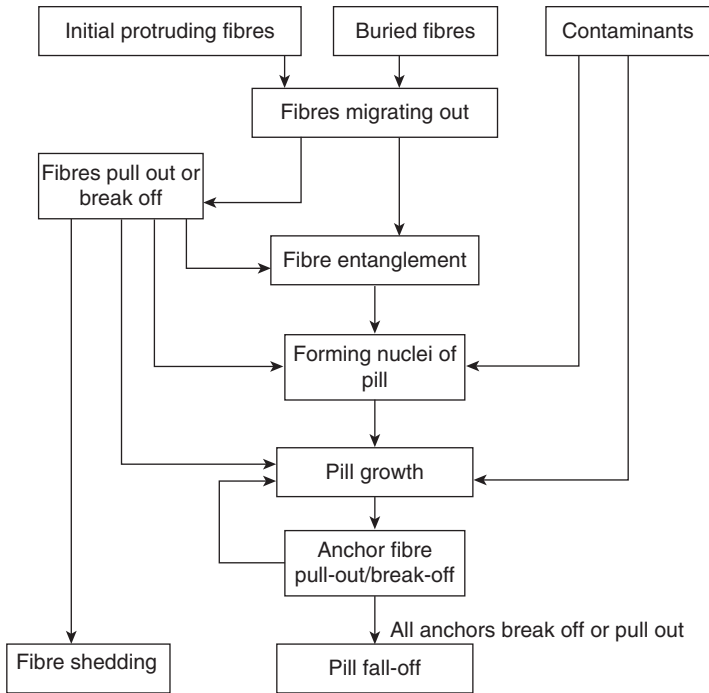 Initial protruding fibres
Buried fibres
Contaminants
Fibres migrating out
Fibres pull out or
break off
Fibre entanglement
Forming nuclei of
pill
Pill growth
Anchor fibre
pull-out/break-off
All anchors break off or pull out
Fibre shedding
Pill fall-off